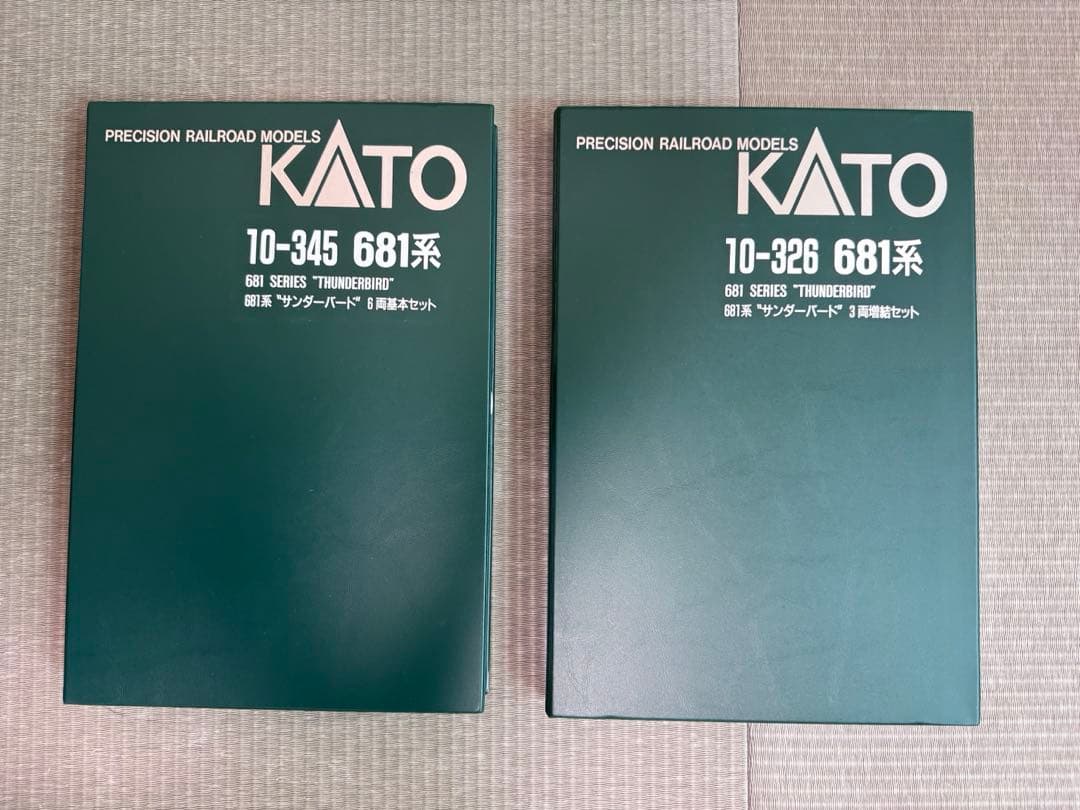 PRECISION RAILROAD MODELS
KATO
10-345 681系
681 SERIES "THUNDERBIRD"
681系 〝サンダーバード〟 6両基本セット
PRECISION RAILROAD MODELS
KATO
10-326 681系
681 SERIES "THUNDERBIRD"
681系 〝サンダーバード〟 3両増結セット